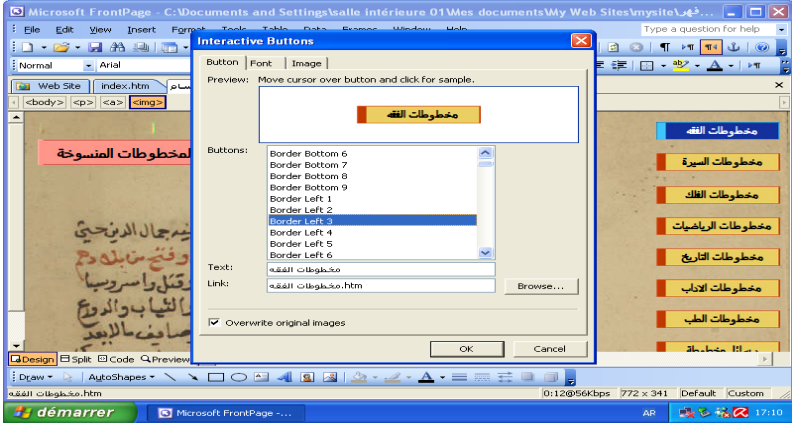 Microsoft FrontPage - C:\Documents and Settings\salle intérieure 01\Mes documents\My Web Sites\mysite\فهر...
File Edit View Insert Format Tools Table Data Frames Window Help
Type a question for help
Normal Arial
Web Site index.htm
<body> <p> <a> <img>
Interactive Buttons
Button Font Image
Preview: Move cursor over button and click for sample.
مخطوطات الفقه
Buttons:
Border Bottom 6
Border Bottom 7
Border Bottom 8
Border Bottom 9
Border Left 1
Border Left 2
Border Left 3
Border Left 4
Border Left 5
Border Left 6
Text: مخطوطات الفقه
Link: مخطوطات الفقه.htm Browse...
Overwrite original images
OK Cancel
المخطوطات المنسوخة
جمال الدين
مخطوطات الفقه
مخطوطات السيرة
مخطوطات الفلك
مخطوطات الرياضيات
مخطوطات التاريخ
مخطوطات الاداب
مخطوطات الطب
رسائل مخطوطة
Design Split Code Preview
Draw AutoShapes
مخطوطات الفقه.htm 0:12@56Kbps 772 x 341 Default Custom
démarrer Microsoft FrontPage -... AR 17:10